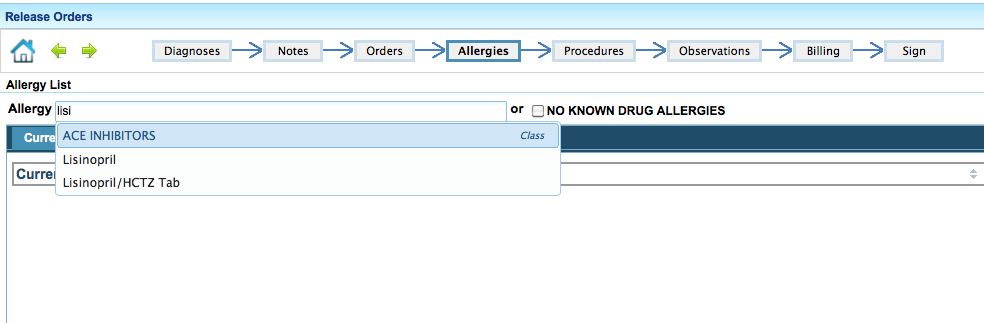 Release Orders
Diagnoses Notes Orders Allergies Procedures Observations Billing Sign
Allergy List
Allergy lisi or NO KNOWN DRUG ALLERGIES
Curre ACE INHIBITORS Class
Lisinopril
Curre Lisinopril/HCTZ Tab